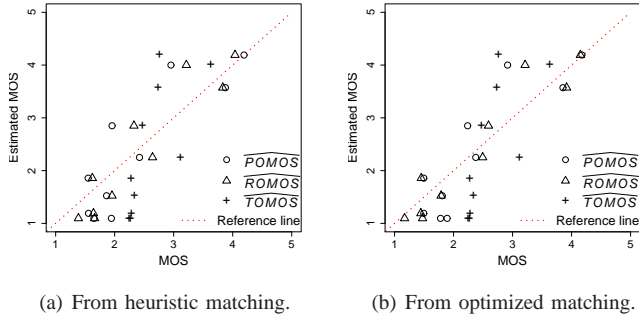 5
4
3
2
1
Estimated MOS
POMOS
ROMOS
TOMOS
Reference line
1 2 3 4 5
MOS
(a) From heuristic matching.
5
4
3
2
1
Estimated MOS
POMOS
ROMOS
TOMOS
Reference line
1 2 3 4 5
MOS
(b) From optimized matching.